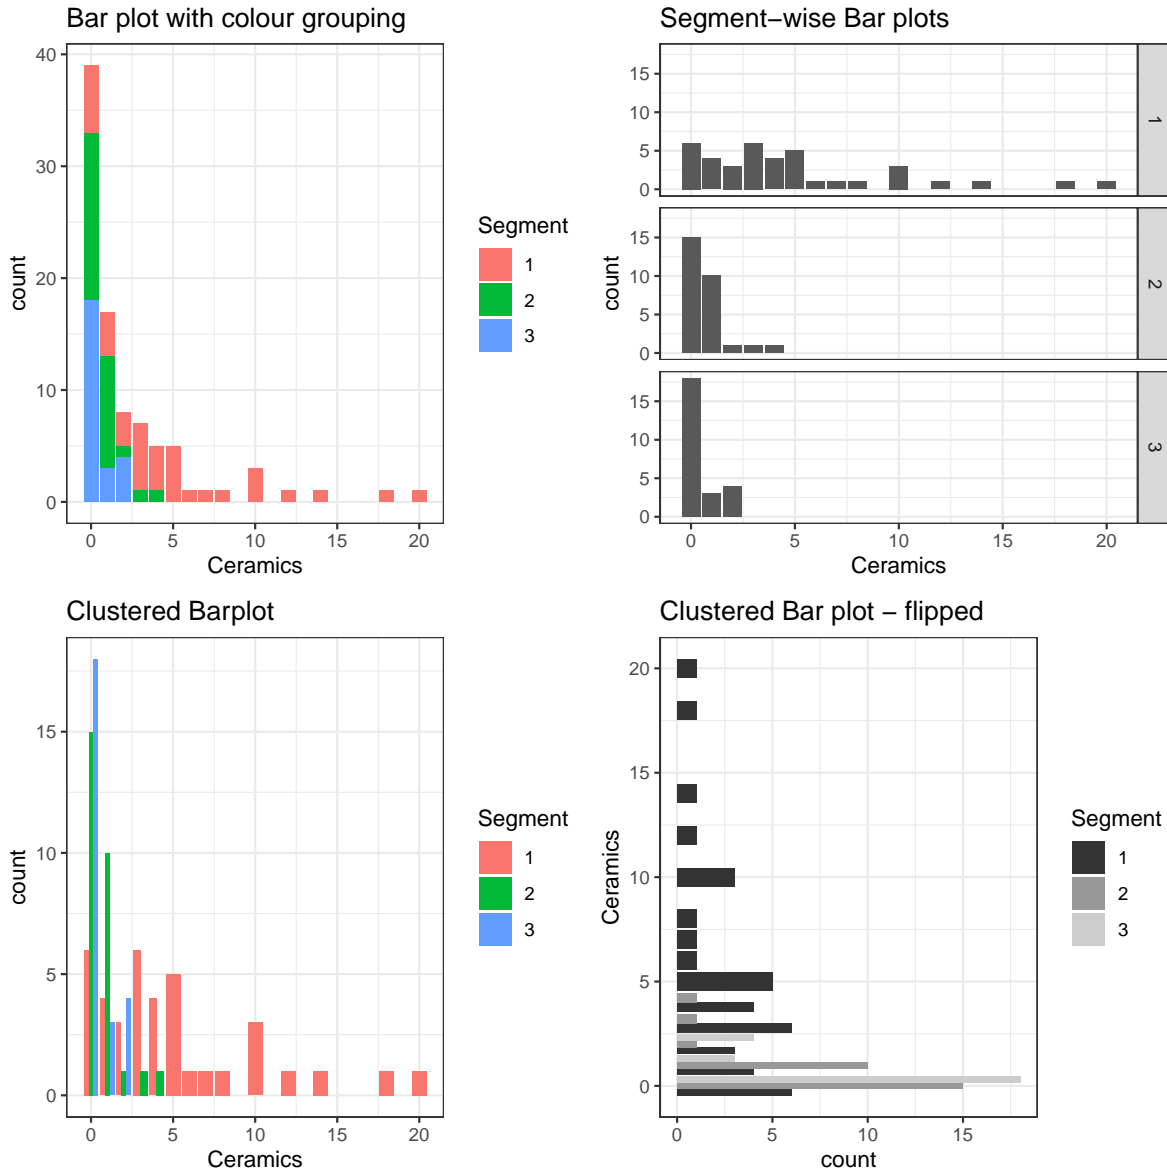 Bar plot with colour grouping
40
30
20
10
0
count
0 5 10 15 20
Ceramics
Segment
1
2
3
Segment−wise Bar plots
15
10
5
0
1
15
10
5
0
2
15
10
5
0
3
count
0 5 10 15 20
Ceramics
Clustered Barplot
15
10
5
0
count
0 5 10 15 20
Ceramics
Segment
1
2
3
Clustered Bar plot − flipped
20
15
10
5
0
Ceramics
0 5 10 15
count
Segment
1
2
3